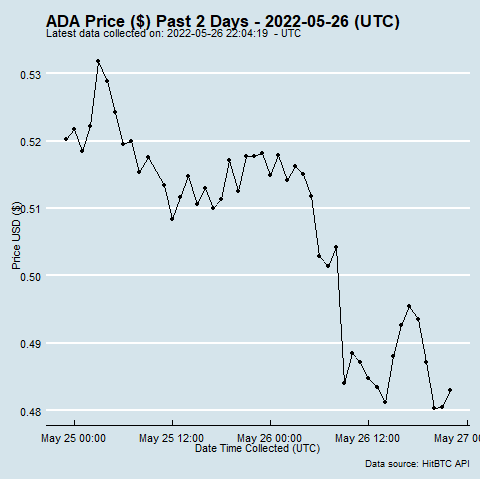 ADA Price ($) Past 2 Days - 2022-05-26 (UTC)
Latest data collected on: 2022-05-26 22:04:19 - UTC
0.53
0.52
0.51
0.50
0.49
0.48
Price USD ($)
May 25 00:00
May 25 12:00
May 26 00:00
May 26 12:00
May 27 00
Date Time Collected (UTC)
Data source: HitBTC API